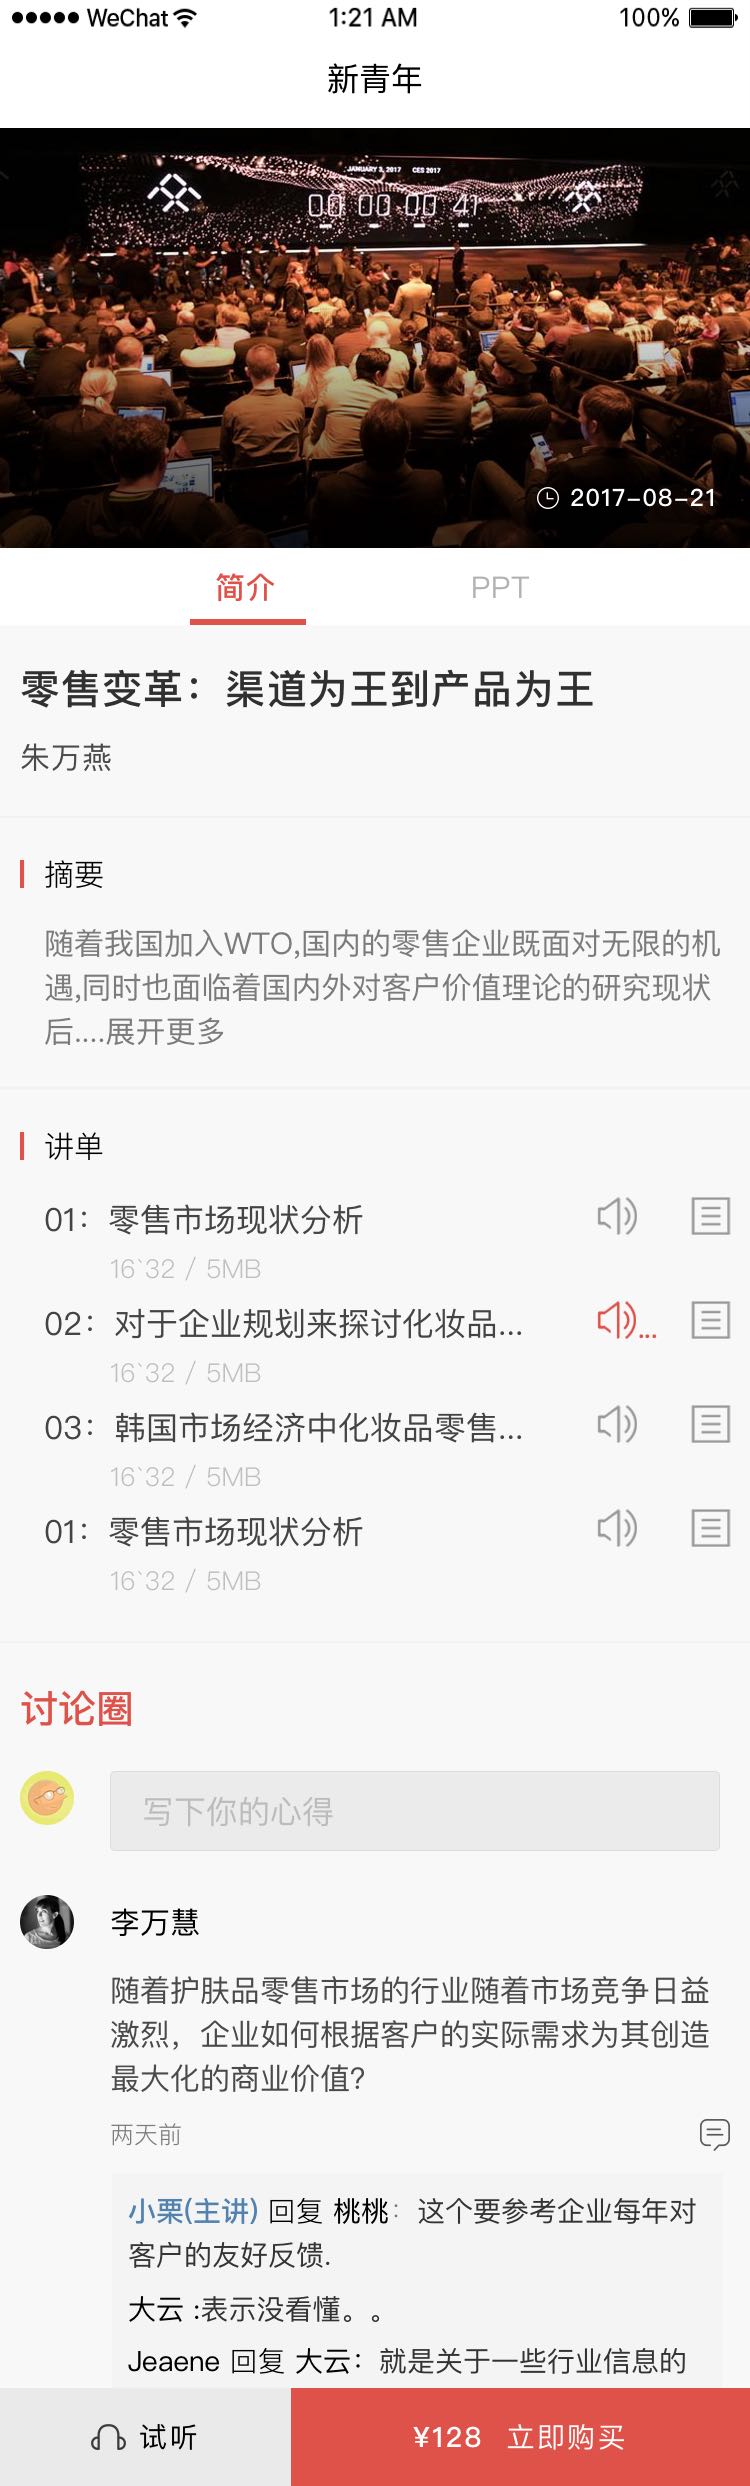 ●●●●● WeChat 1:21 AM 100%
新青年
JANUARY 3, 2017 CES 2017
00 00 00 41
2017-08-21
简介 PPT
零售变革：渠道为王到产品为王
朱万燕
摘要
随着我国加入WTO,国内的零售企业既面对无限的机
遇,同时也面临着国内外对客户价值理论的研究现状
后....展开更多
讲单
01：零售市场现状分析
16`32 / 5MB
02：对于企业规划来探讨化妆品...
...
16`32 / 5MB
03：韩国市场经济中化妆品零售...
16`32 / 5MB
01：零售市场现状分析
16`32 / 5MB
讨论圈
写下你的心得
李万慧
随着护肤品零售市场的行业随着市场竞争日益
激烈，企业如何根据客户的实际需求为其创造
最大化的商业价值?
两天前
小栗(主讲) 回复 桃桃：这个要参考企业每年对
客户的友好反馈.
大云 :表示没看懂。。
Jeaene 回复 大云：就是关于一些行业信息的
试听 ¥128 立即购买